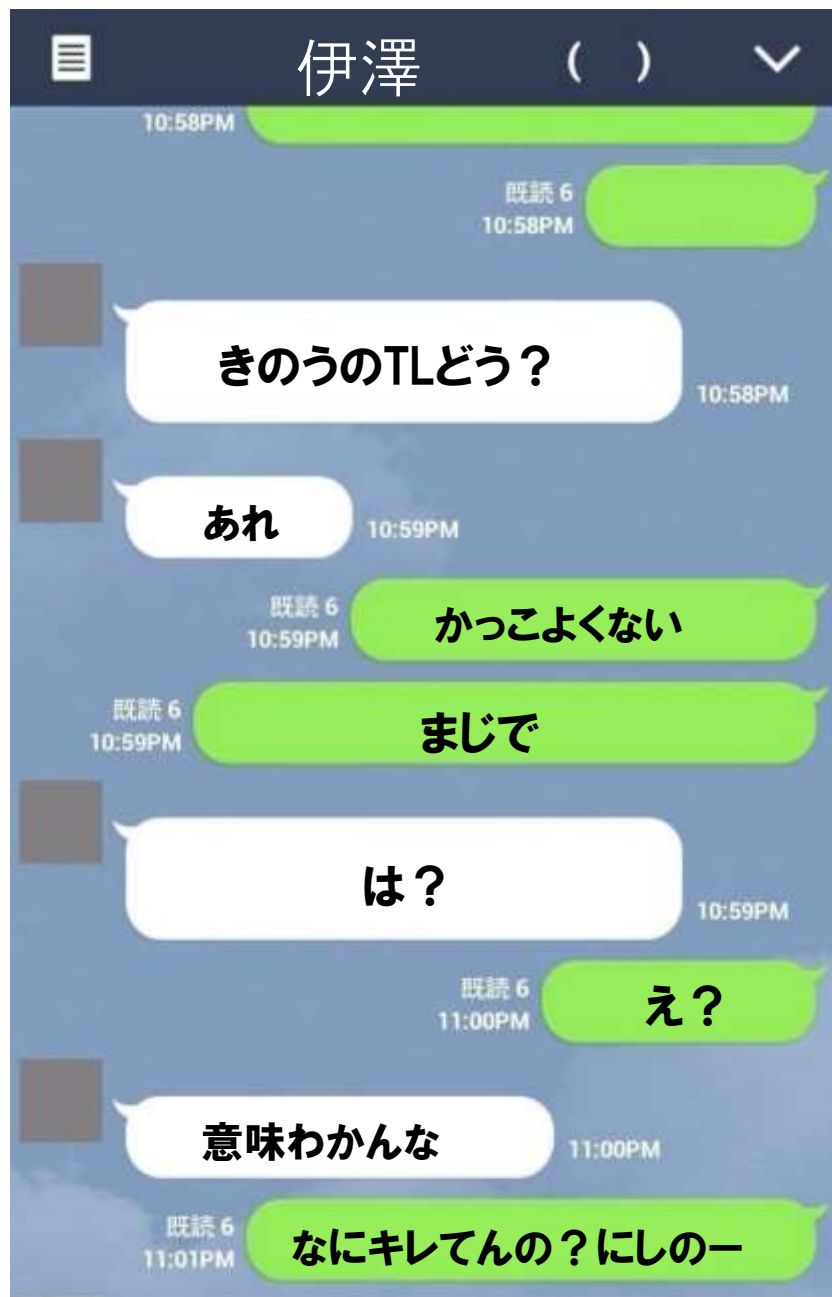 伊澤 ( )
10:58PM
既読 6
10:58PM
きのうのTLどう？
10:58PM
あれ
10:59PM
既読 6
10:59PM
かっこよくない
既読 6
10:59PM
まじで
は？
10:59PM
既読 6
11:00PM
え？
意味わかんな
11:00PM
既読 6
11:01PM
なにキレてんの？にしのー